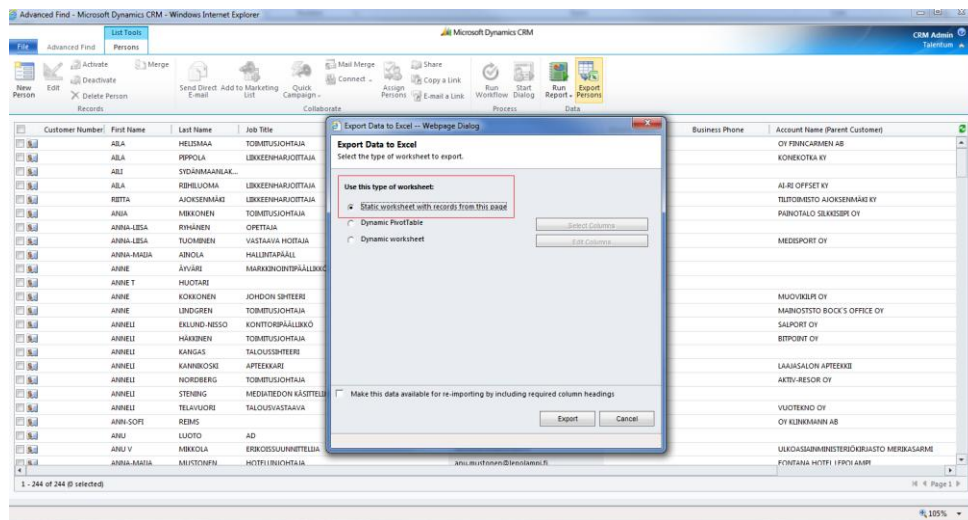 Advanced Find - Microsoft Dynamics CRM - Windows Internet Explorer
List Tools
Microsoft Dynamics CRM
CRM Admin
Talentum
File Advanced Find Persons
Activate Merge
Deactivate
Delete Person
New Person
Edit
Send Direct E-mail
Add to Marketing List
Quick Campaign
Mail Merge
Connect
Assign Persons
Share
Copy a Link
E-mail a Link
Run Workflow
Start Dialog
Run Report
Export Persons
Records Collaborate Process Data
Customer Number First Name Last Name Job Title Business Phone Account Name (Parent Customer)
AILA HELISMAA TOIMITUSJOHTAJA OY FINNCARMEN AB
AILA PIPPOLA LIIKKEENHARJOITTAJA KONEKOTKA KY
AILI SYDÄNMAANLAK...
AILA RIIHILUOMA LIIKKEENHARJOITTAJA AI-RI OFFSET KY
RIITTA AJOKSENMÄKI LIIKKEENHARJOITTAJA TILITOIMISTO AJOKSENMÄKI KY
ANJA MIKKONEN TOIMITUSJOHTAJA PAINOTALO SILKKISIIPI OY
ANNA-LIISA RYHÄNEN OPETTAJA
ANNA-LIISA TUOMINEN VASTAAVA HOITAJA MEDISPORT OY
ANNA-MAIJA AINOLA HALLINTAPÄÄLL
ANNE ÄYVÄRI MARKKINOINTIPÄÄLLIKKÖ
ANNE T HUOTARI
ANNE KOKKONEN JOHDON SIHTEERI MUOVIKILPI OY
ANNE LINDGREN TOIMITUSJOHTAJA MAINOSTSTO BOCK'S OFFICE OY
ANNELI EKLUND-NISSO KONTTORIPÄÄLLIKKÖ SALPORT OY
ANNELI HÄKKINEN TOIMITUSJOHTAJA BITPOINT OY
ANNELI KANGAS TALOUSSIHTEERI
ANNELI KANNIKOSKI APTEEKKARI LAAJASALON APTEEKKI
ANNELI NORDBERG TOIMITUSJOHTAJA AKTIV-RESOR OY
ANNELI STENING MEDIATIEDON KÄSITTELI
ANNELI TELAVUORI TALOUSVASTAAVA VUOTEKNO OY
ANN-SOFI REIMS OY KLINKMANN AB
ANU LUOTO AD
ANU V MIKKOLA ERIKOISSUUNNITTELIJA ULKOASIAINMINISTERIÖKIRJASTO MERIKASARMI
ANNA-MAIJA MUSTONEN HOTELLINJOHTAJA anu.mustonen@lepolampi.fi FONTANA HOTEL LEPOLAMPI
Export Data to Excel -- Webpage Dialog
Export Data to Excel
Select the type of worksheet to export.
Use this type of worksheet:
Static worksheet with records from this page
Dynamic PivotTable Select Columns
Dynamic worksheet Edit Columns
Make this data available for re-importing by including required column headings
Export Cancel
1 - 244 of 244 (0 selected) Page 1
105%